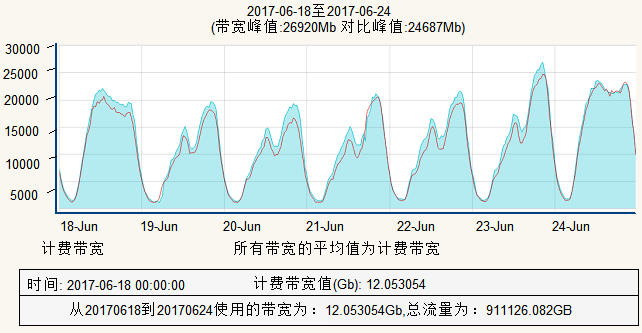 2017-06-18至2017-06-24
(带宽峰值:26920Mb 对比峰值:24687Mb)
30000
25000
20000
15000
10000
5000
18-Jun 19-Jun 20-Jun 21-Jun 22-Jun 23-Jun 24-Jun
计费带宽 所有带宽的平均值为计费带宽
时间: 2017-06-18 00:00:00 计费带宽值(Gb): 12.053054
从20170618到20170624使用的带宽为：12.053054Gb,总流量为：911126.082GB